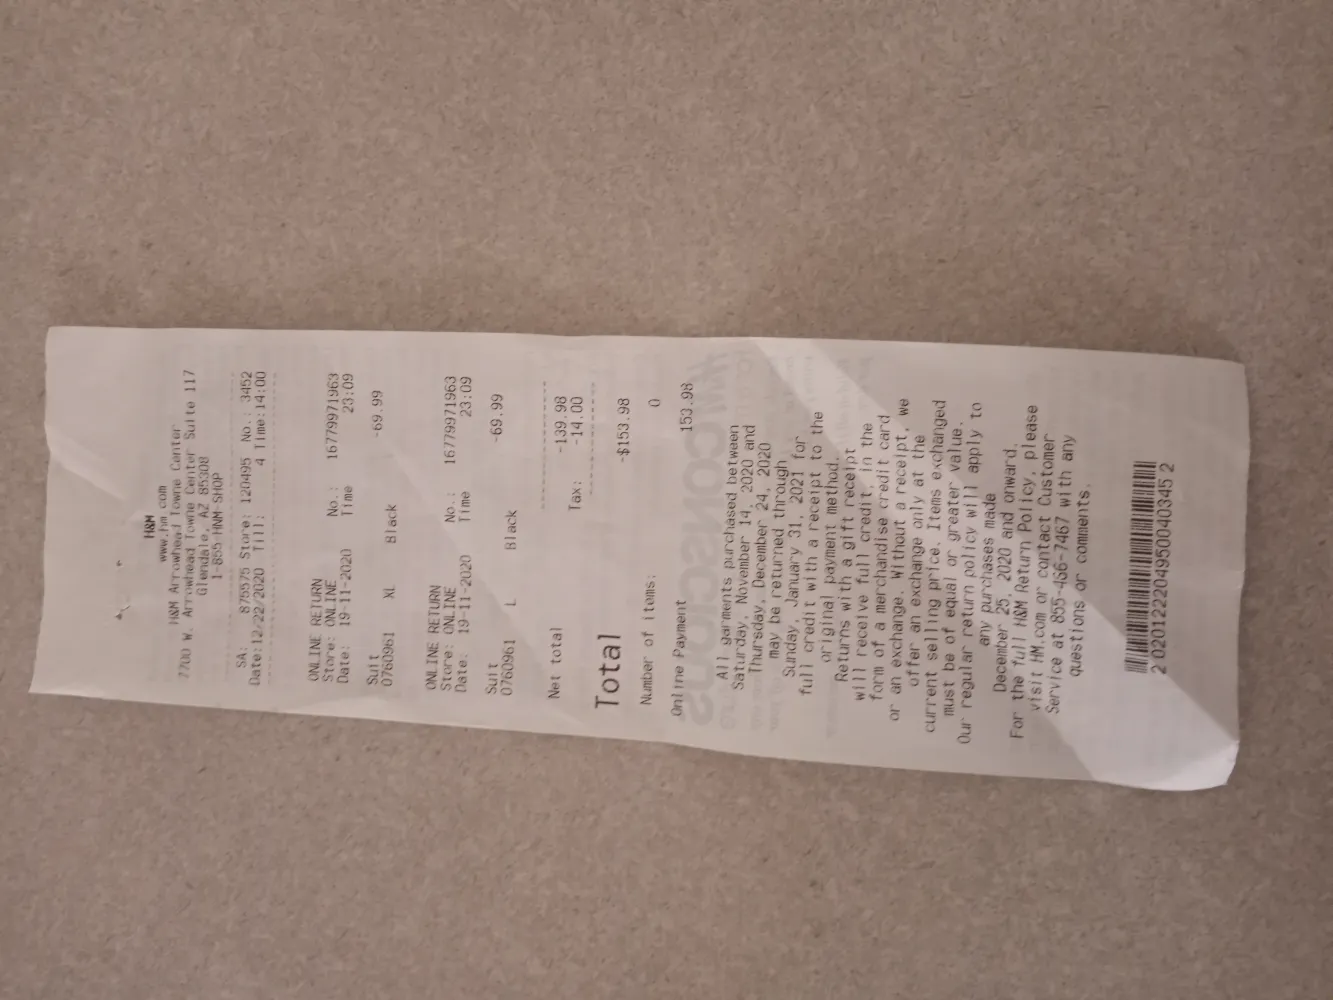 H&M
www.hm.com
H&M Arrowhead Towne Center
7700 W. Arrowhead Towne Center Suite 117
Glendale, AZ 85308
1-855-HNM-SHOP
SA: 875575 Store: 120495 No.: 3452
Date:12/22/2020 Till: 4 Time:14:00
ONLINE RETURN
Store: ONLINE No.: 16779971963
Date: 19-11-2020 Time 23:09
Suit -69.99
0760961 XL Black
ONLINE RETURN
Store: ONLINE No.: 16779971963
Date: 19-11-2020 Time 23:09
Suit -69.99
0760961 L Black
Net total -139.98
Tax: -14.00
Total -$153.98
Number of items: 0
Online Payment 153.98
All garments purchased between
Saturday, November 14, 2020 and
Thursday, December 24, 2020
may be returned through
Sunday, January 31, 2021 for
full credit with a receipt to the
original payment method.
Returns with a gift receipt
will receive full credit, in the
form of a merchandise credit card
or an exchange. Without a receipt, we
offer an exchange only at the
current selling price. Items exchanged
must be of equal or greater value.
Our regular return policy will apply to
any purchases made
December 25, 2020 and onward.
For the full H&M Return Policy, please
visit HM.com or contact Customer
Service at 855-466-7467 with any
questions or comments.
2 020122204950040345 2